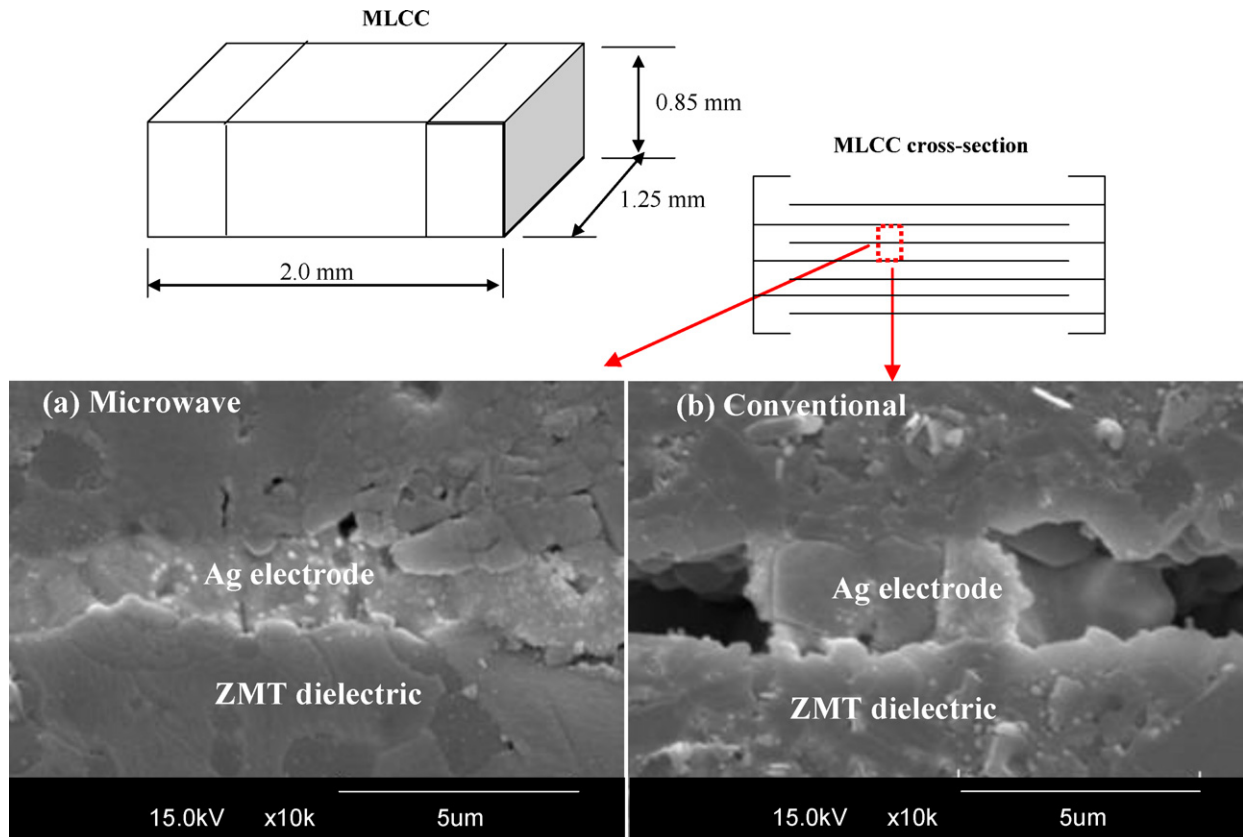 MLCC
0.85 mm
1.25 mm
2.0 mm
MLCC cross-section
(a) Microwave
Ag electrode
ZMT dielectric
15.0kV x10k 5um
(b) Conventional
Ag electrode
ZMT dielectric
15.0kV x10k 5um